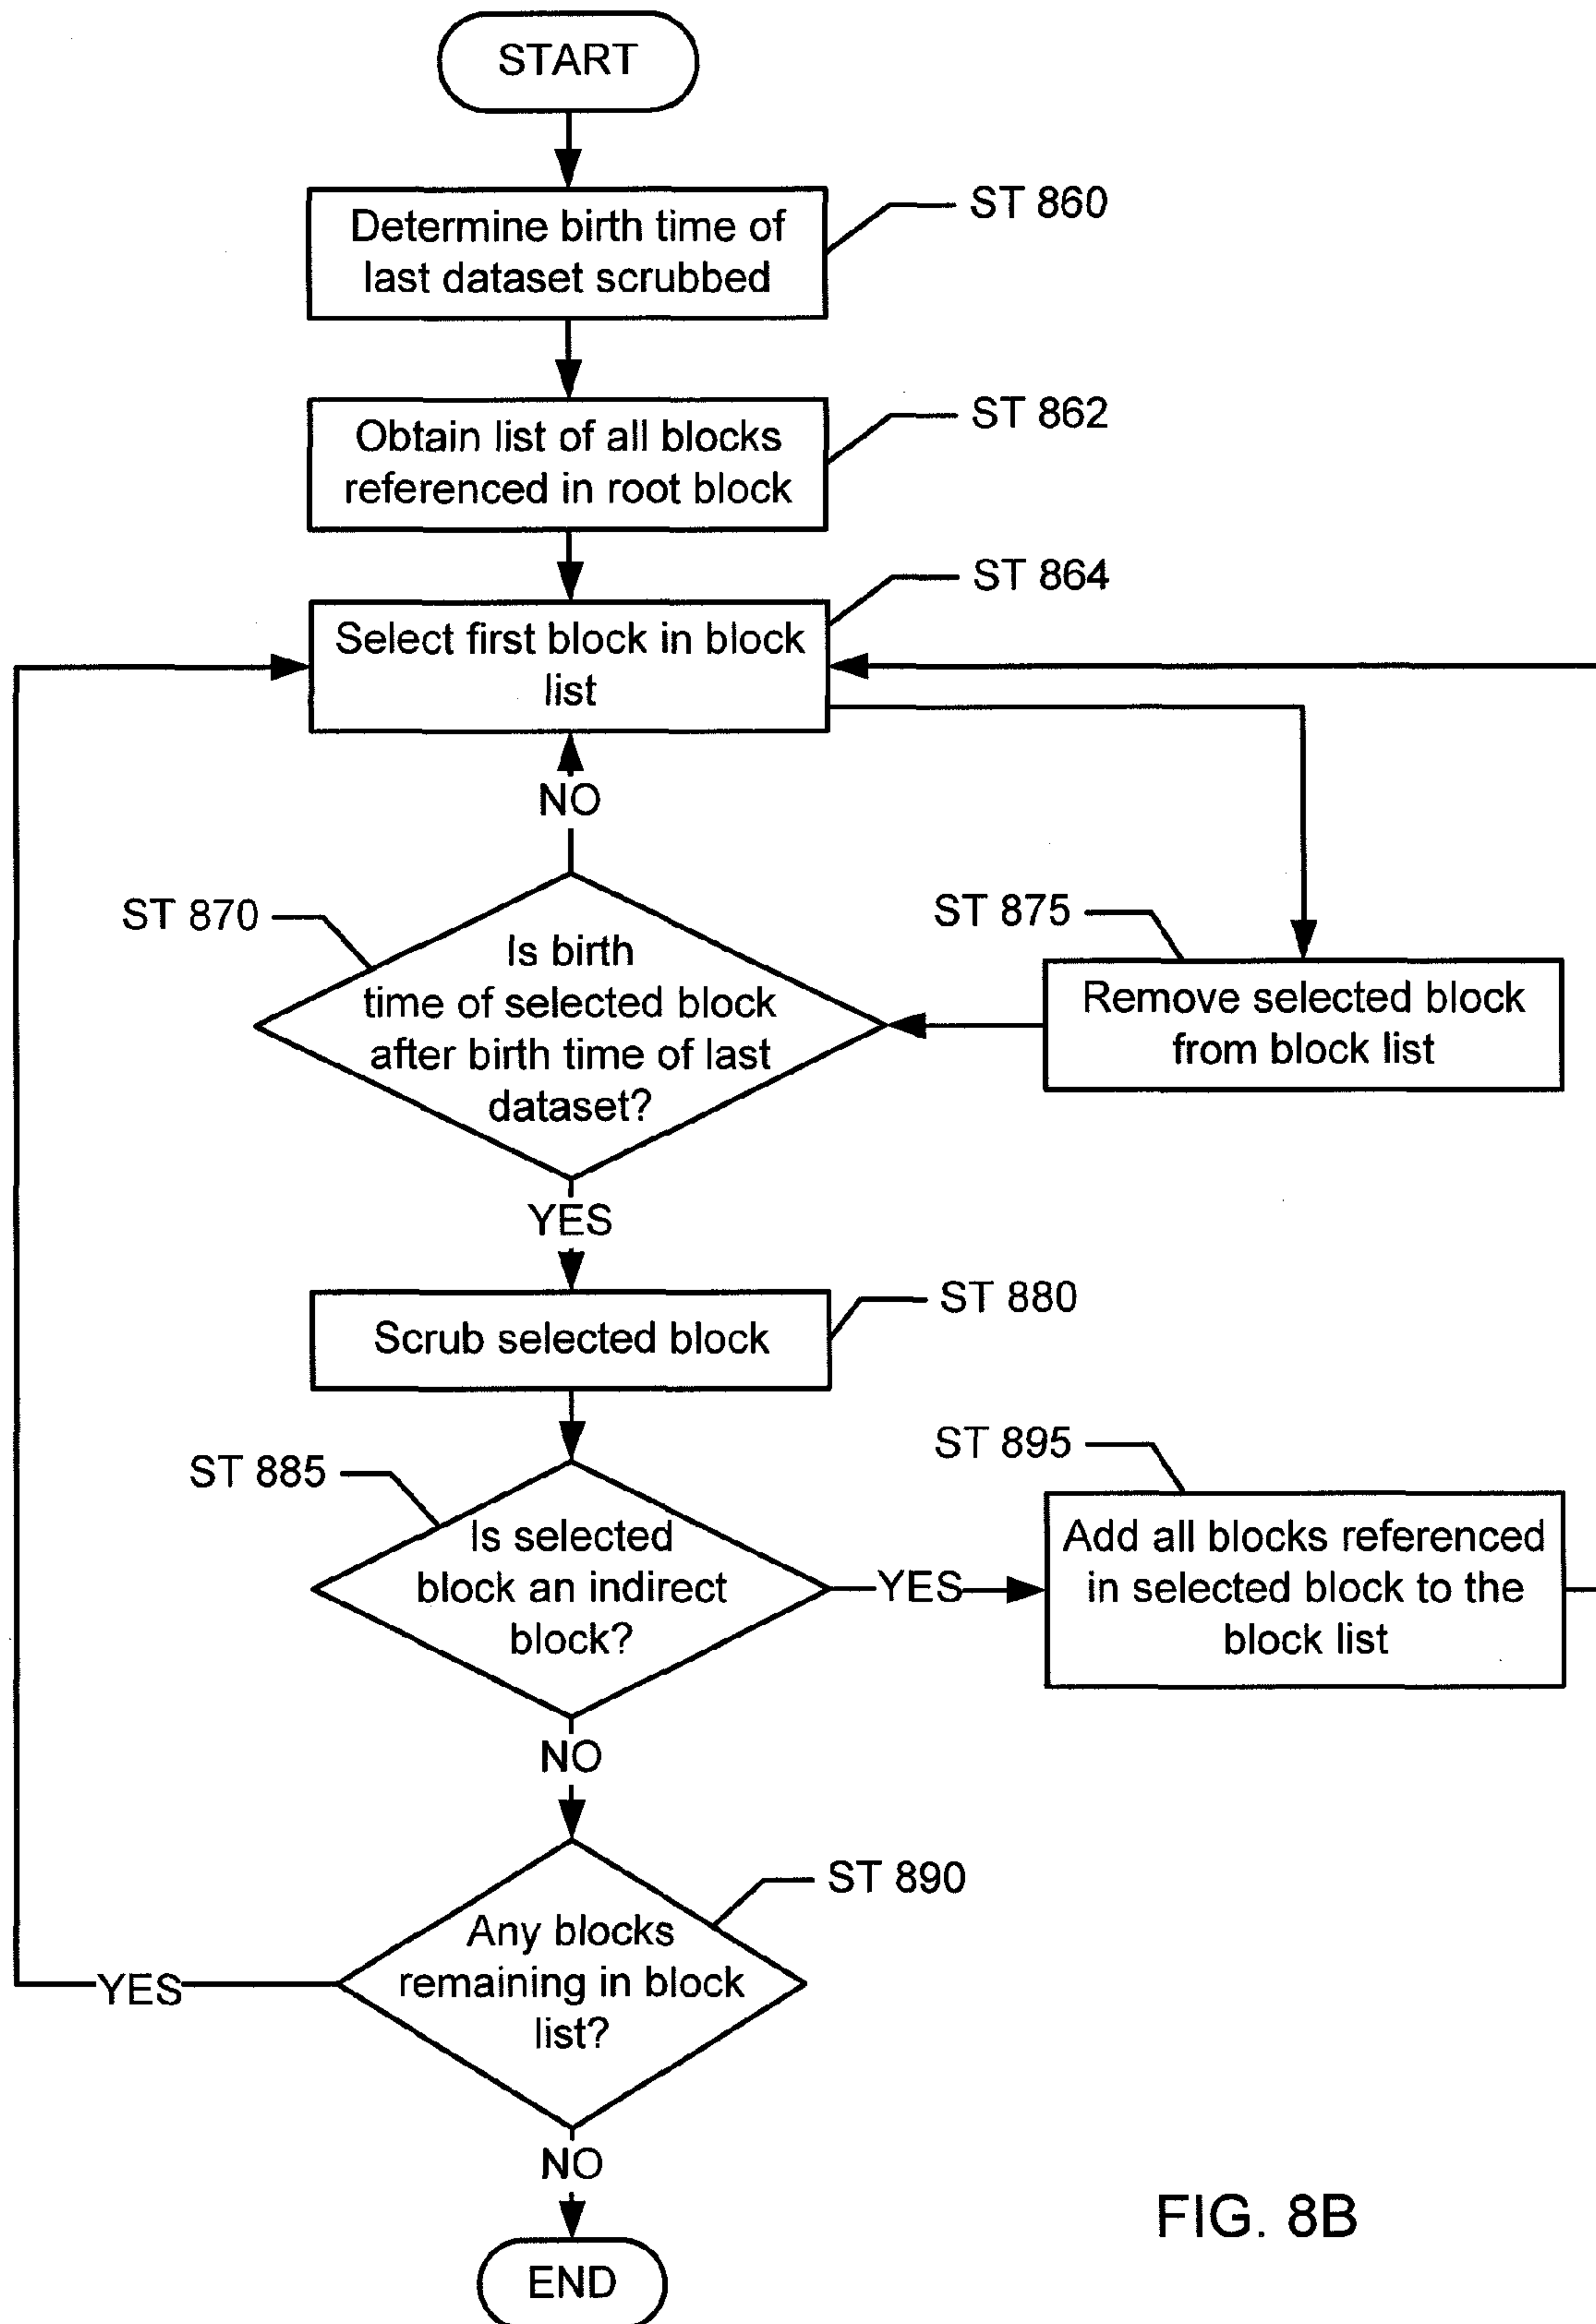 START
Determine birth time of
last dataset scrubbed
ST 860
Obtain list of all blocks
referenced in root block
ST 862
ST 864
Select first block in block
list
NO
ST 870
Is birth
time of selected block
after birth time of last
dataset?
ST 875
Remove selected block
from block list
YES
Scrub selected block
ST 880
ST 885
Is selected
block an indirect
block?
YES
ST 895
Add all blocks referenced
in selected block to the
block list
NO
ST 890
Any blocks
remaining in block
list?
YES
NO
END
FIG. 8B